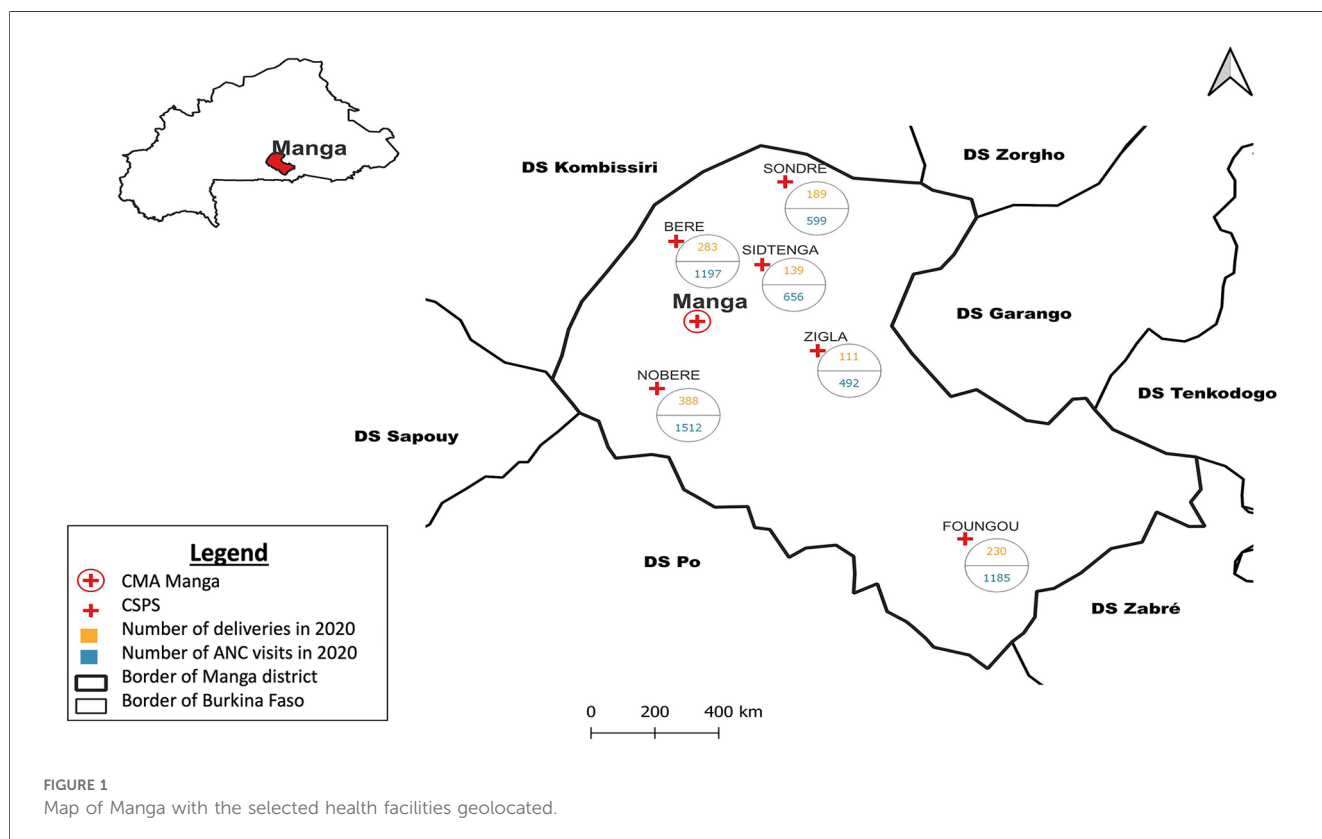 Manga
DS Kombissiri
DS Zorgho
SONDRE
189
599
BERE
283
1197
SIDTENGA
139
656
Manga
DS Garango
ZIGLA
111
492
NOBERE
388
1512
DS Tenkodogo
DS Sapouy
FOUNGOU
230
1185
DS Po
DS Zabré
Legend
CMA Manga
CSPS
Number of deliveries in 2020
Number of ANC visits in 2020
Border of Manga district
Border of Burkina Faso
0 200 400 km
FIGURE 1
Map of Manga with the selected health facilities geolocated.